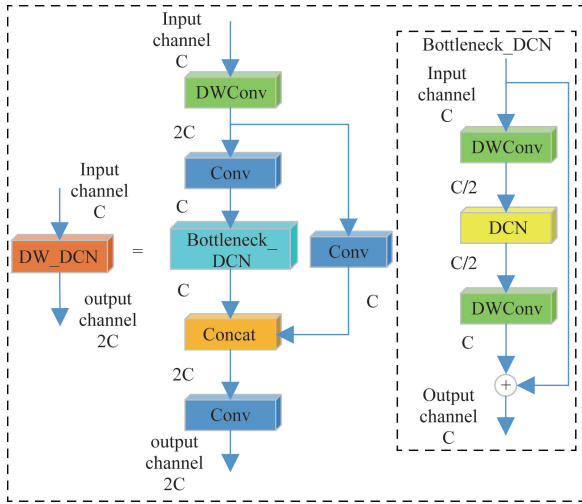 Input
channel
C
DW_DCN
output
channel
2C
=
Input
channel
C
DWConv
2C
Conv
C
Bottleneck_
DCN
Conv
C
C
Concat
2C
Conv
output
channel
2C
Bottleneck_DCN
Input
channel
C
DWConv
C/2
DCN
C/2
DWConv
C
+
Output
channel
C